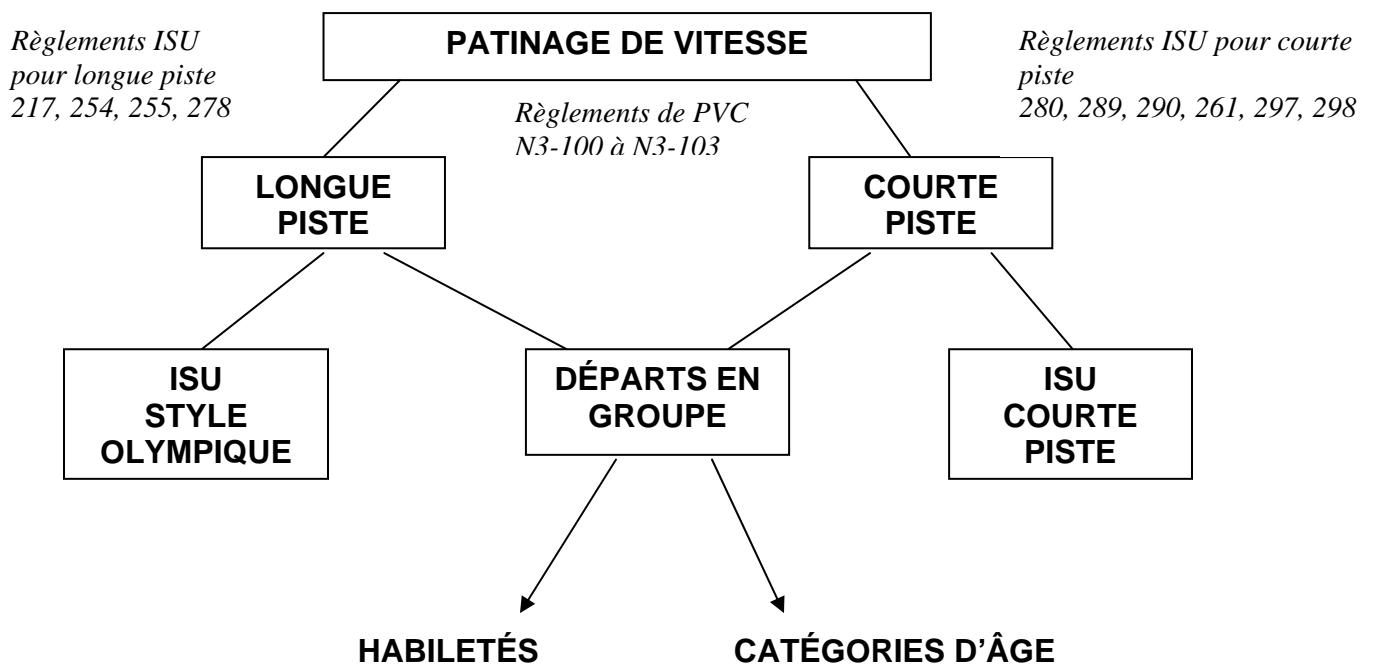 Règlements ISU
pour longue piste
217, 254, 255, 278
PATINAGE DE VITESSE
Règlements ISU pour courte
piste
280, 289, 290, 261, 297, 298
Règlements de PVC
N3-100 à N3-103
LONGUE
PISTE
COURTE
PISTE
ISU
STYLE
OLYMPIQUE
DÉPARTS EN
GROUPE
ISU
COURTE
PISTE
HABILETÉS
CATÉGORIES D’ÂGE